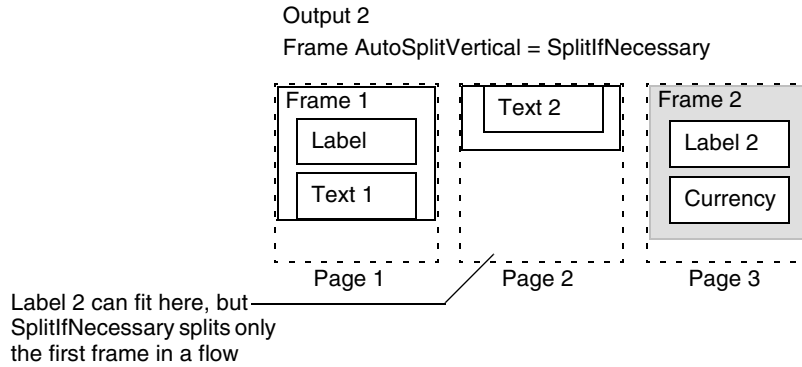 Output 2
Frame AutoSplitVertical = SplitIfNecessary
Frame 1
Label
Text 1
Text 2
Frame 2
Label 2
Currency
Page 1
Page 2
Page 3
Label 2 can fit here, but
SplitIfNecessary splits only
the first frame in a flow